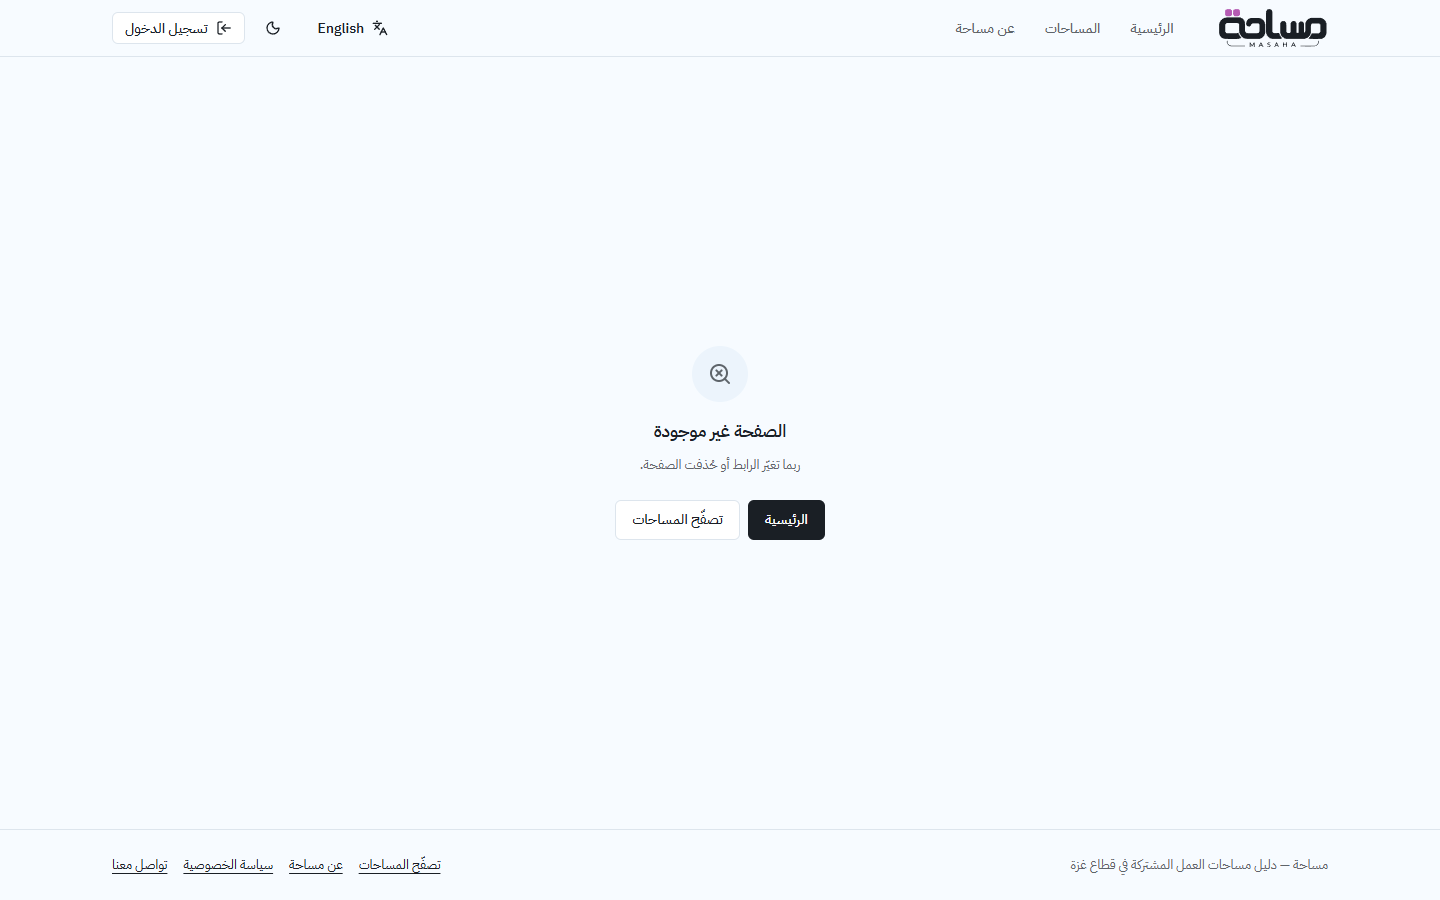 مساحة
MASAHA
الرئيسية
المساحات
عن مساحة
English
تسجيل الدخول
الصفحة غير موجودة
ربما تغيّر الرابط أو حُذفت الصفحة.
الرئيسية
تصفّح المساحات
مساحة — دليل مساحات العمل المشتركة في قطاع غزة
تصفّح المساحات
عن مساحة
سياسة الخصوصية
تواصل معنا